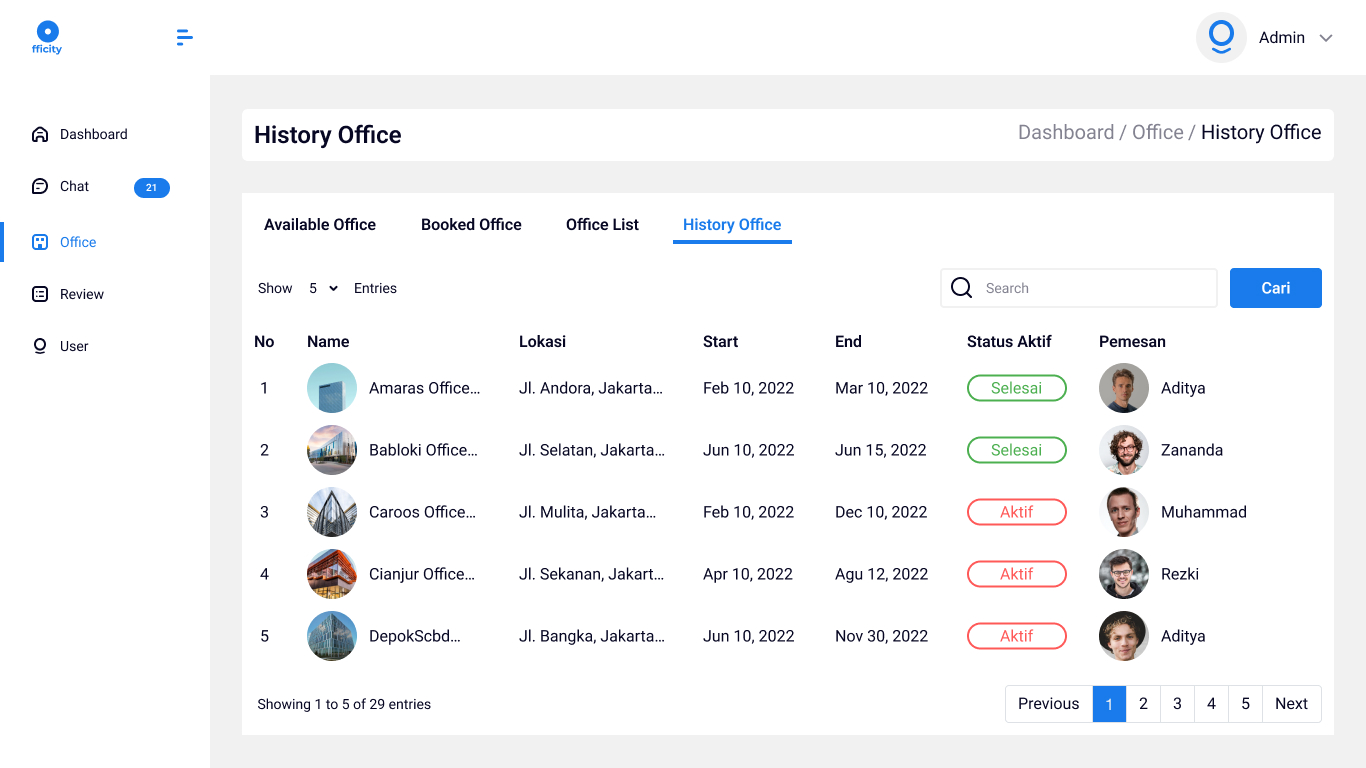 fficity
Admin
Dashboard
Chat 21
Office
Review
User
History Office
Dashboard / Office / History Office
Available Office Booked Office Office List History Office
Show 5 Entries
Search
Cari
No Name Lokasi Start End Status Aktif Pemesan
1 Amaras Office... Jl. Andora, Jakarta... Feb 10, 2022 Mar 10, 2022 Selesai Aditya
2 Babloki Office... Jl. Selatan, Jakarta... Jun 10, 2022 Jun 15, 2022 Selesai Zananda
3 Caroos Office... Jl. Mulita, Jakarta... Feb 10, 2022 Dec 10, 2022 Aktif Muhammad
4 Cianjur Office... Jl. Sekanan, Jakart... Apr 10, 2022 Agu 12, 2022 Aktif Rezki
5 DepokScbd... Jl. Bangka, Jakarta... Jun 10, 2022 Nov 30, 2022 Aktif Aditya
Showing 1 to 5 of 29 entries
Previous 1 2 3 4 5 Next